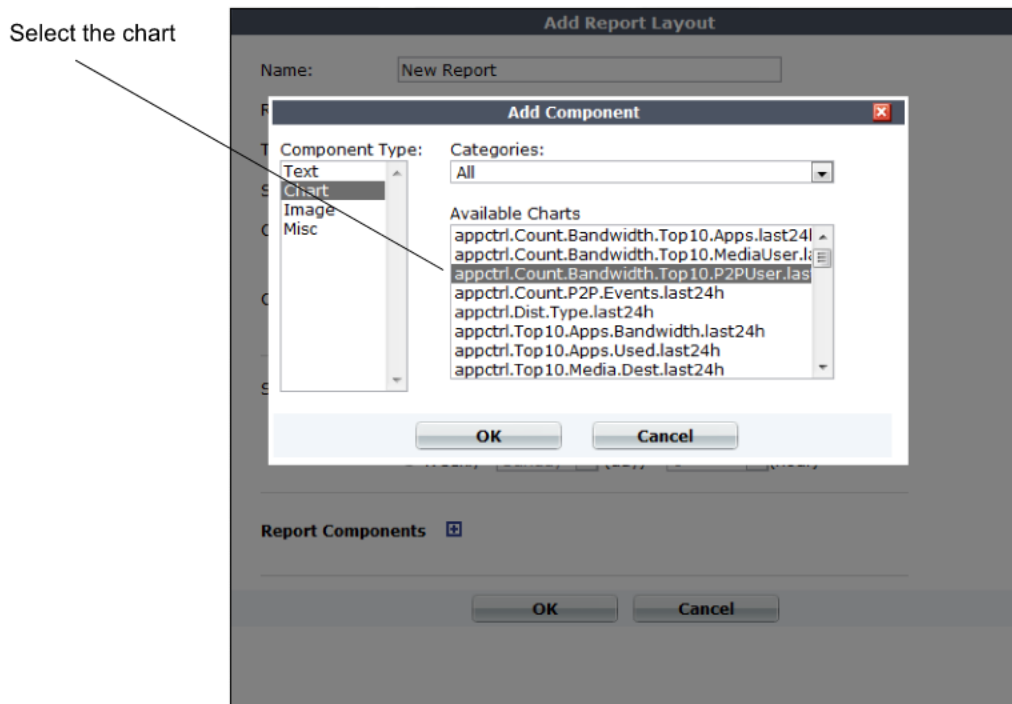 Add Report Layout
Select the chart
Name: New Report
Add Component
Component Type: Categories:
Text
All
Chart
Image
Misc
Available Charts
appctrl.Count.Bandwidth.Top10.Apps.last24
appctrl.Count.Bandwidth.Top10.MediaUser.la
appctrl.Count.Bandwidth.Top10.P2PUser.las
appctrl.Count.P2P.Events.last24h
appctrl.Dist.Type.last24h
appctrl.Top10.Apps.Bandwidth.last24h
appctrl.Top10.Apps.Used.last24h
appctrl.Top10.Media.Dest.last24h
OK Cancel
Report Components
OK Cancel